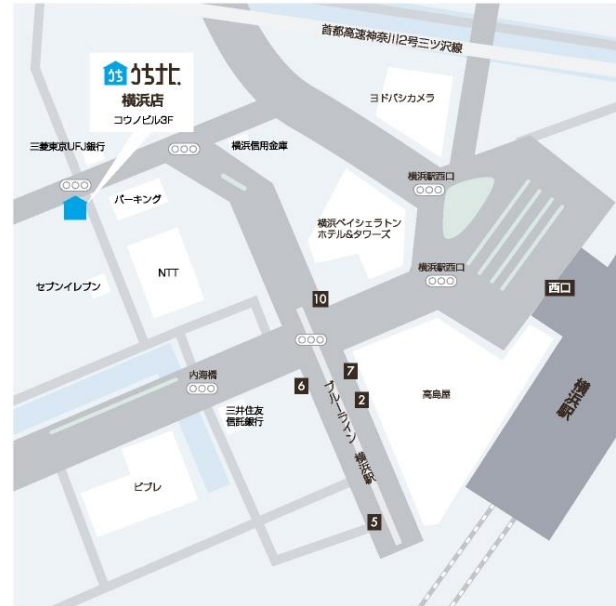 首都高速神奈川2号三ツ沢線
うち うち北.
横浜店
コウノビル3F
ヨドバシカメラ
三菱東京UFJ銀行
横浜信用金庫
横浜駅西口
パーキング
横浜ベイシェラトン
ホテル&タワーズ
NTT
横浜駅西口
セブンイレブン
西口
10
内海橋
7
6
2
高島屋
横浜駅
三井住友
信託銀行
ブルーライン 横浜駅
ビブレ
5